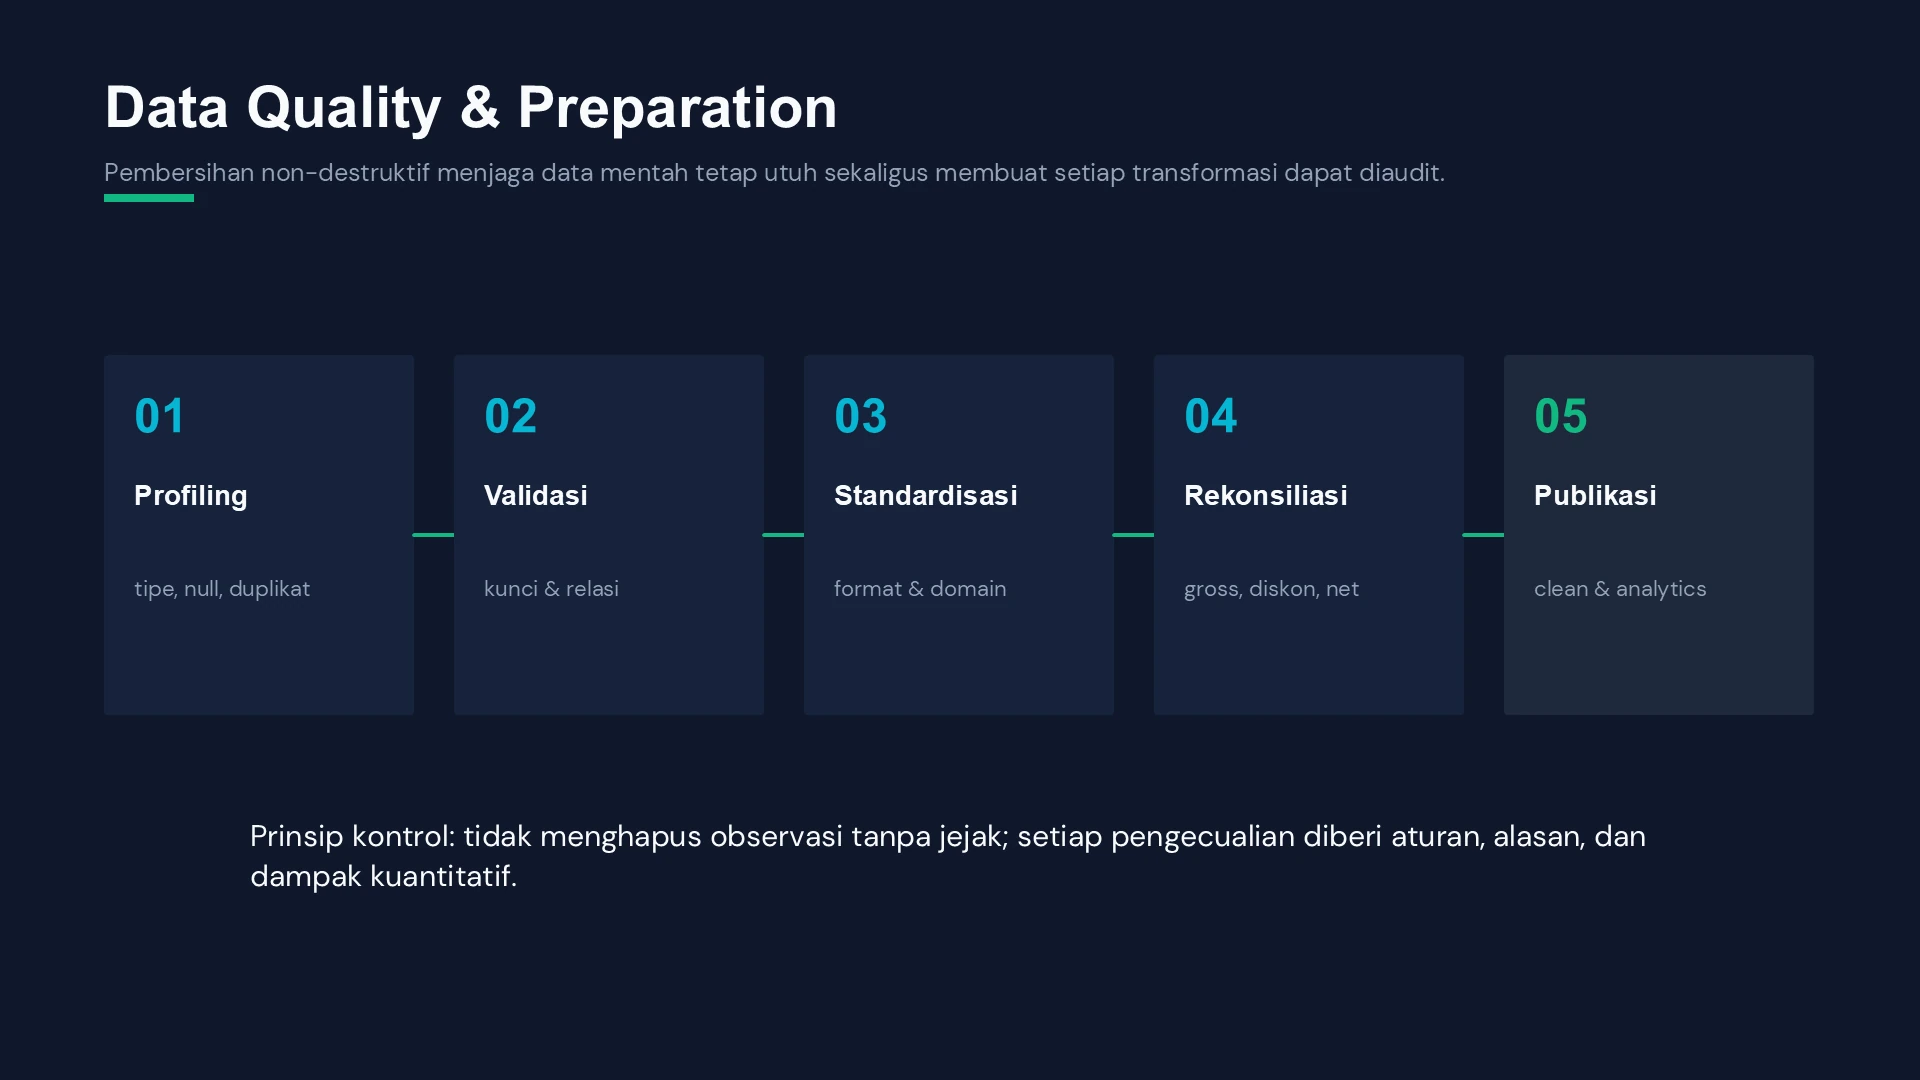 Data Quality & Preparation
Pembersihan non-destruktif menjaga data mentah tetap utuh sekaligus membuat setiap transformasi dapat diaudit.
01
Profiling
tipe, null, duplikat
02
Validasi
kunci & relasi
03
Standardisasi
format & domain
04
Rekonsiliasi
gross, diskon, net
05
Publikasi
clean & analytics
Prinsip kontrol: tidak menghapus observasi tanpa jejak; setiap pengecualian diberi aturan, alasan, dan
dampak kuantitatif.